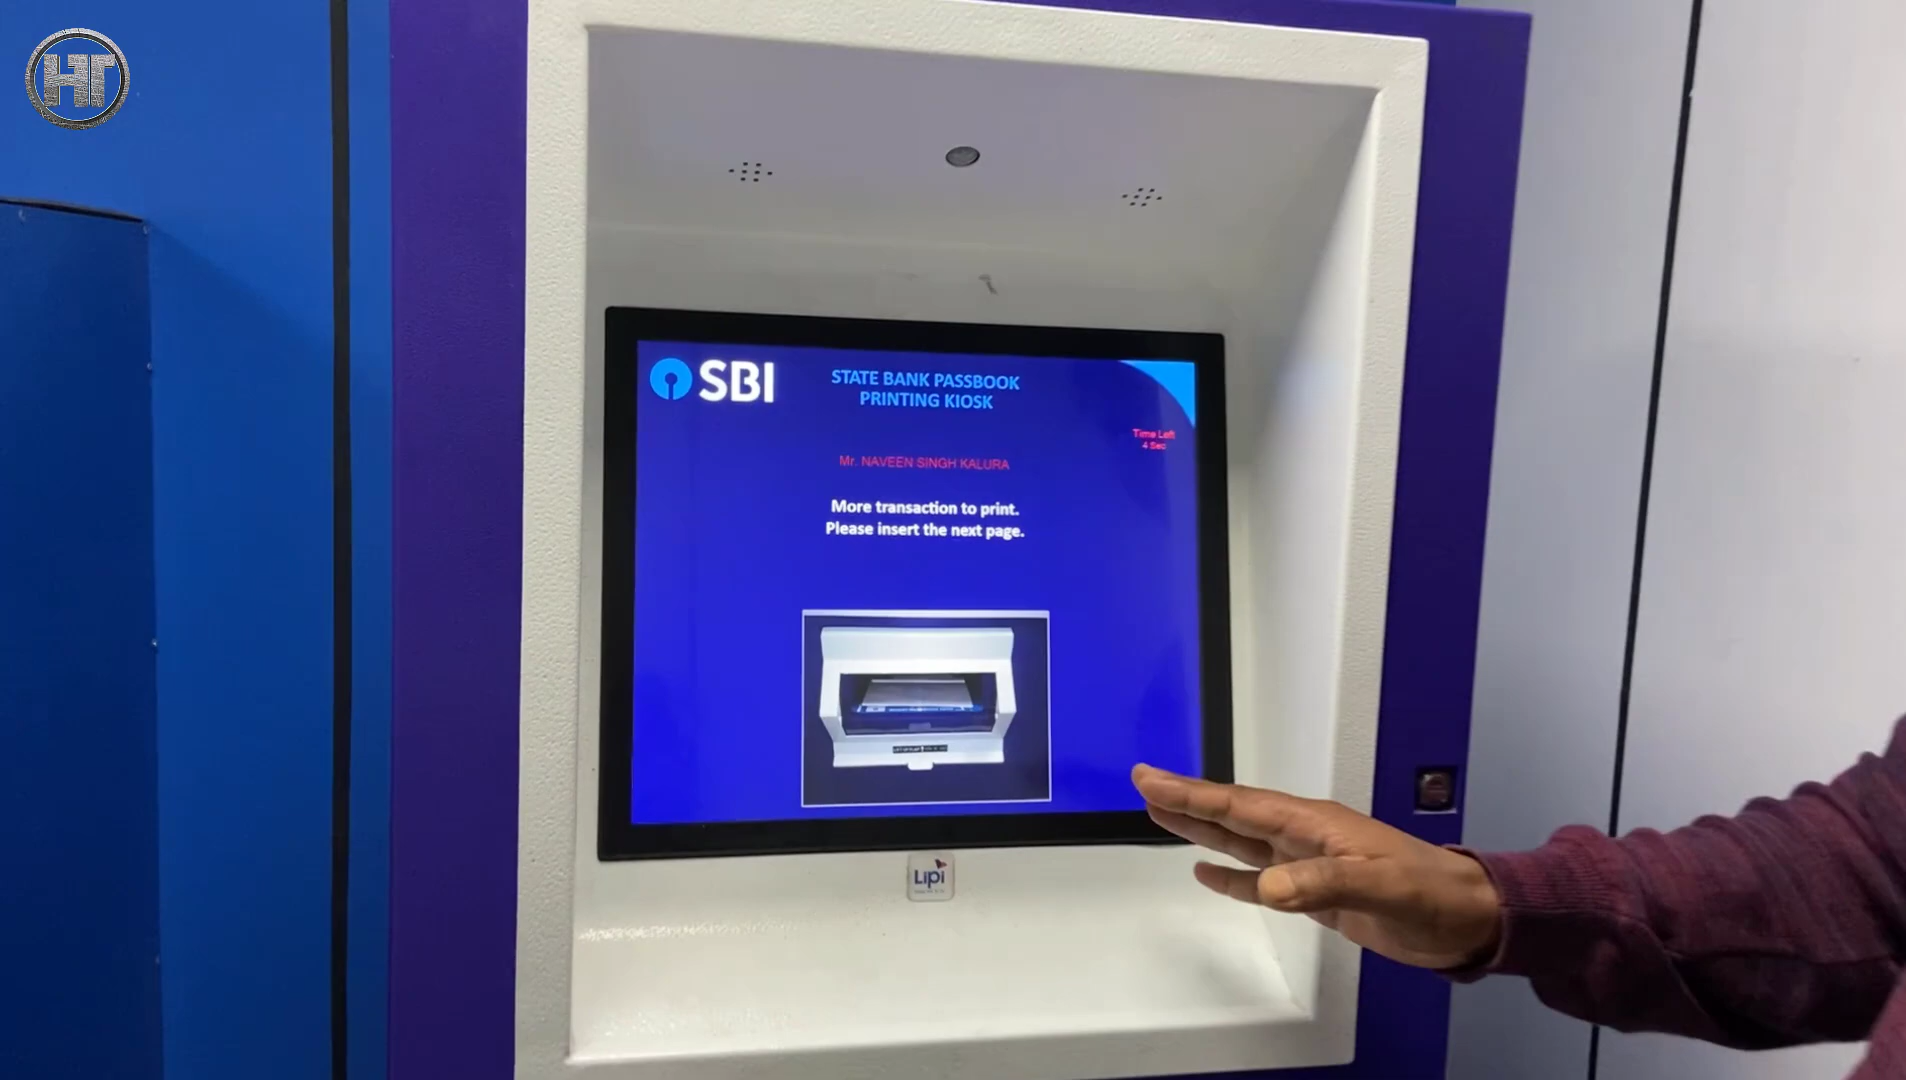 HT
SBI
STATE BANK PASSBOOK
PRINTING KIOSK
Time Left
4 Sec
Mr. NAVEEN SINGH KALURA
More transaction to print.
Please insert the next page.
Lipi